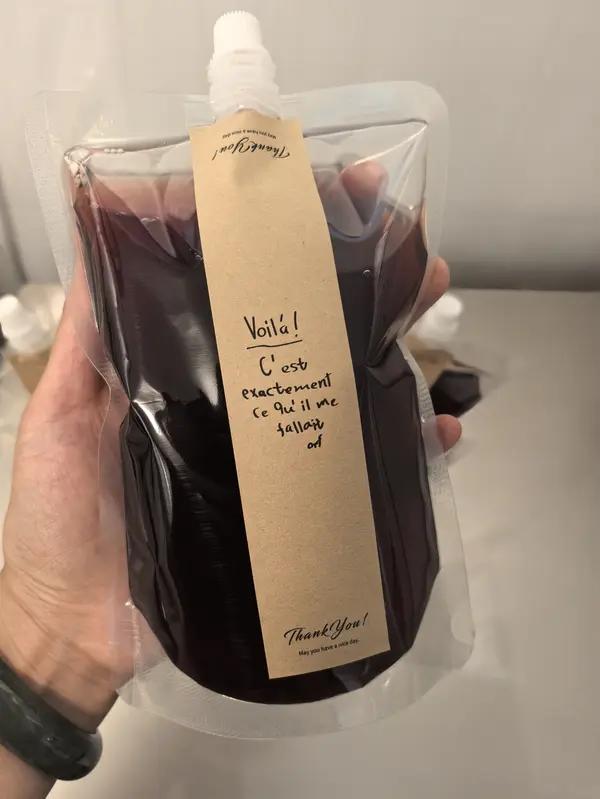 Thank You!
May you have a nice day.
Voilá!
C'est
exactement
ce qu'il me
fallait
Thank You!
May you have a nice day.